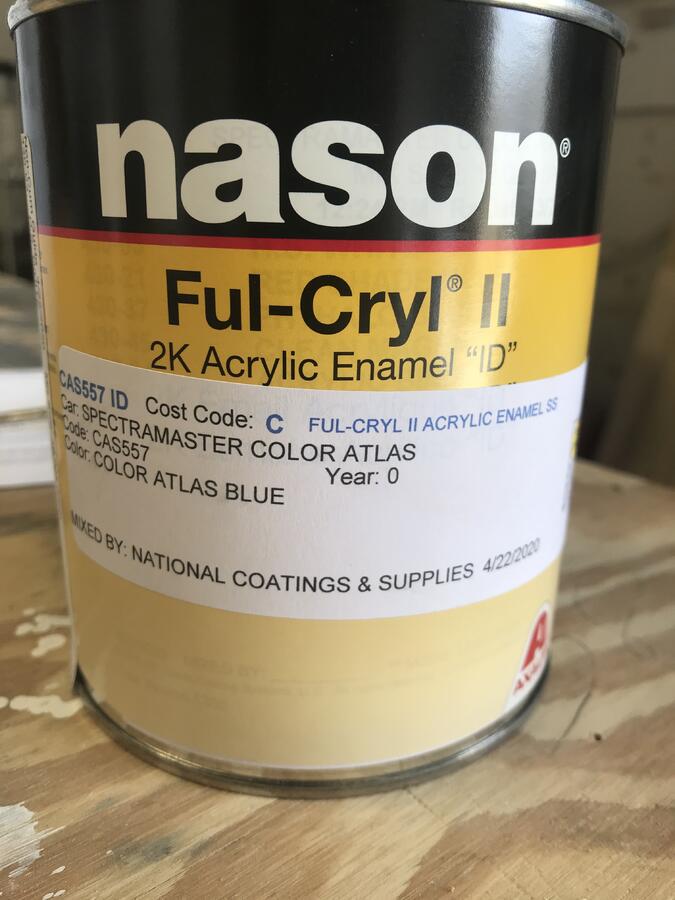 nason®
Ful-Cryl® II
2K Acrylic Enamel “ID”
CAS557 ID Cost Code: C FUL-CRYL II ACRYLIC ENAMEL SS
Car: SPECTRAMASTER COLOR ATLAS
Code: CAS557 Year: 0
Color: COLOR ATLAS BLUE
MIXED BY: NATIONAL COATINGS & SUPPLIES 4/22/2020